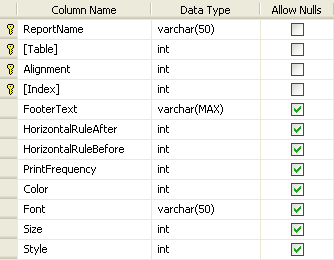 Column Name Data Type Allow Nulls
ReportName varchar(50)
[Table] int
Alignment int
[Index] int
FooterText varchar(MAX)
HorizontalRuleAfter int
HorizontalRuleBefore int
PrintFrequency int
Color int
Font varchar(50)
Size int
Style int